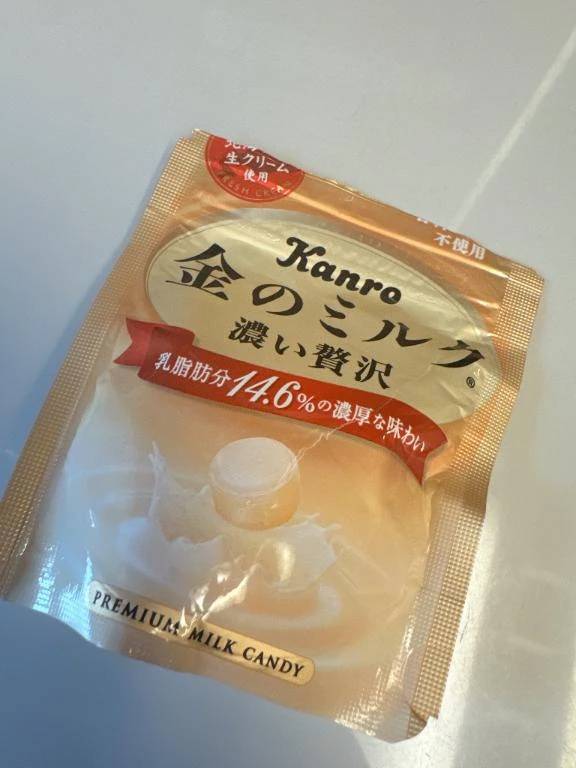 生クリーム
使用
不使用
Kanro
金のミルク®
濃い贅沢
乳脂肪分14.6%の濃厚な味わい
PREMIUM MILK CANDY